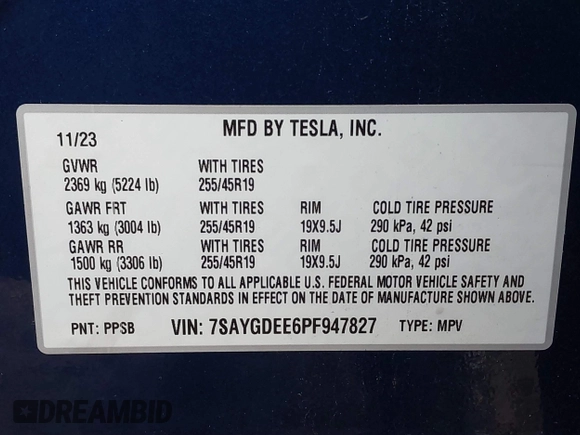 MFD BY TESLA, INC.
11/23
GVWR WITH TIRES
2369 kg (5224 lb) 255/45R19
GAWR FRT WITH TIRES RIM COLD TIRE PRESSURE
1363 kg (3004 lb) 255/45R19 19X9.5J 290 kPa, 42 psi
GAWR RR WITH TIRES RIM COLD TIRE PRESSURE
1500 kg (3306 lb) 255/45R19 19X9.5J 290 kPa, 42 psi
THIS VEHICLE CONFORMS TO ALL APPLICABLE U.S. FEDERAL MOTOR VEHICLE SAFETY AND
THEFT PREVENTION STANDARDS IN EFFECT ON THE DATE OF MANUFACTURE SHOWN ABOVE.
PNT: PPSB VIN: 7SAYGDEE6PF947827 TYPE: MPV
DREAMBID